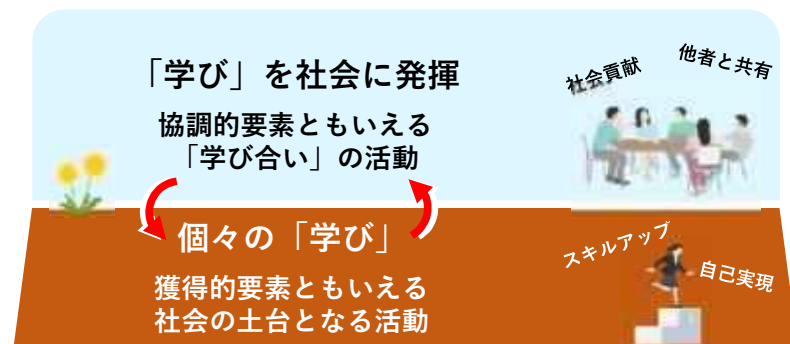 「学び」を社会に発揮
協調的要素ともいえる
「学び合い」の活動
社会貢献
他者と共有
個々の「学び」
獲得的要素ともいえる
社会の土台となる活動
スキルアップ
自己実現